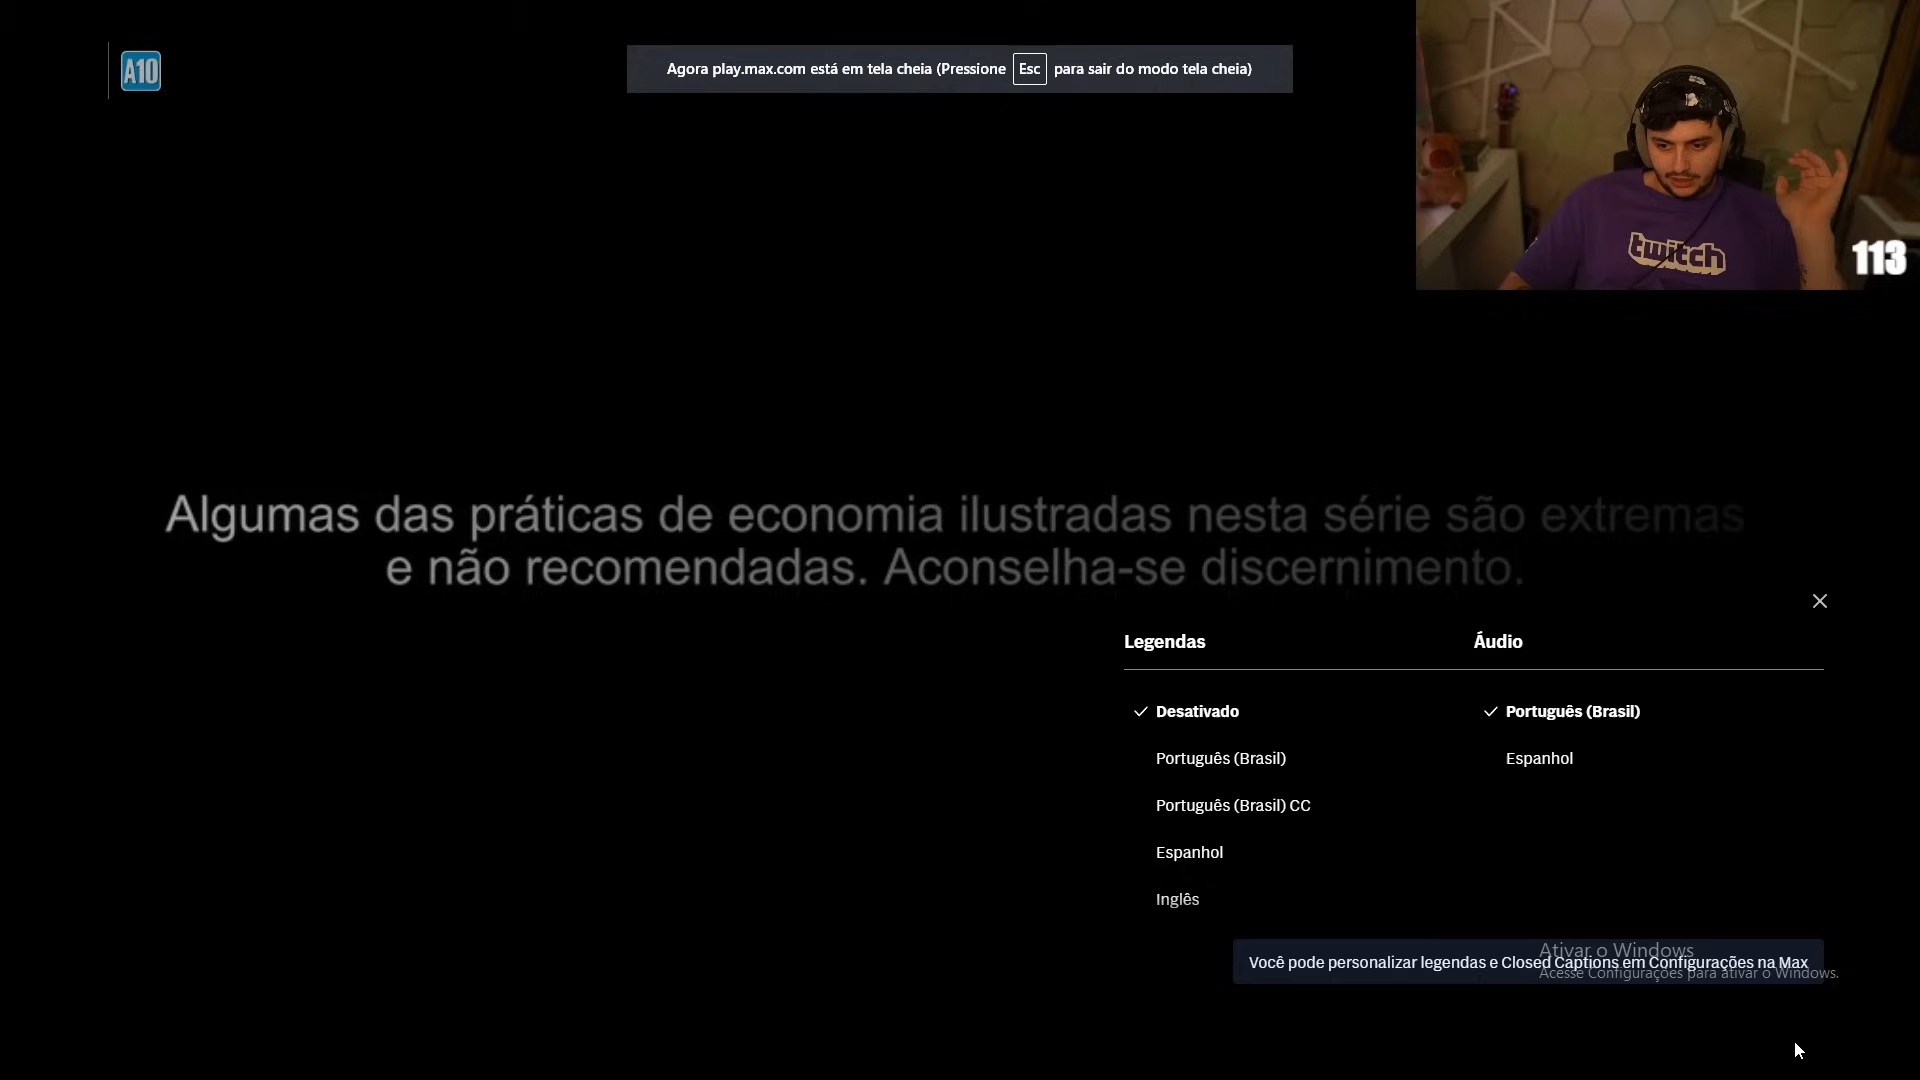 A10
Agora play.max.com está em tela cheia (Pressione Esc para sair do modo tela cheia)
twitch
113
Algumas das práticas de economia ilustradas nesta série são extremas
e não recomendadas. Aconselha-se discernimento.
Legendas
Áudio
Desativado
Português (Brasil)
Português (Brasil)
Espanhol
Português (Brasil) CC
Espanhol
Inglês
Ativar o Windows
Você pode personalizar legendas e Closed Captions em Configurações na Max
Acesse Configurações para ativar o Windows.